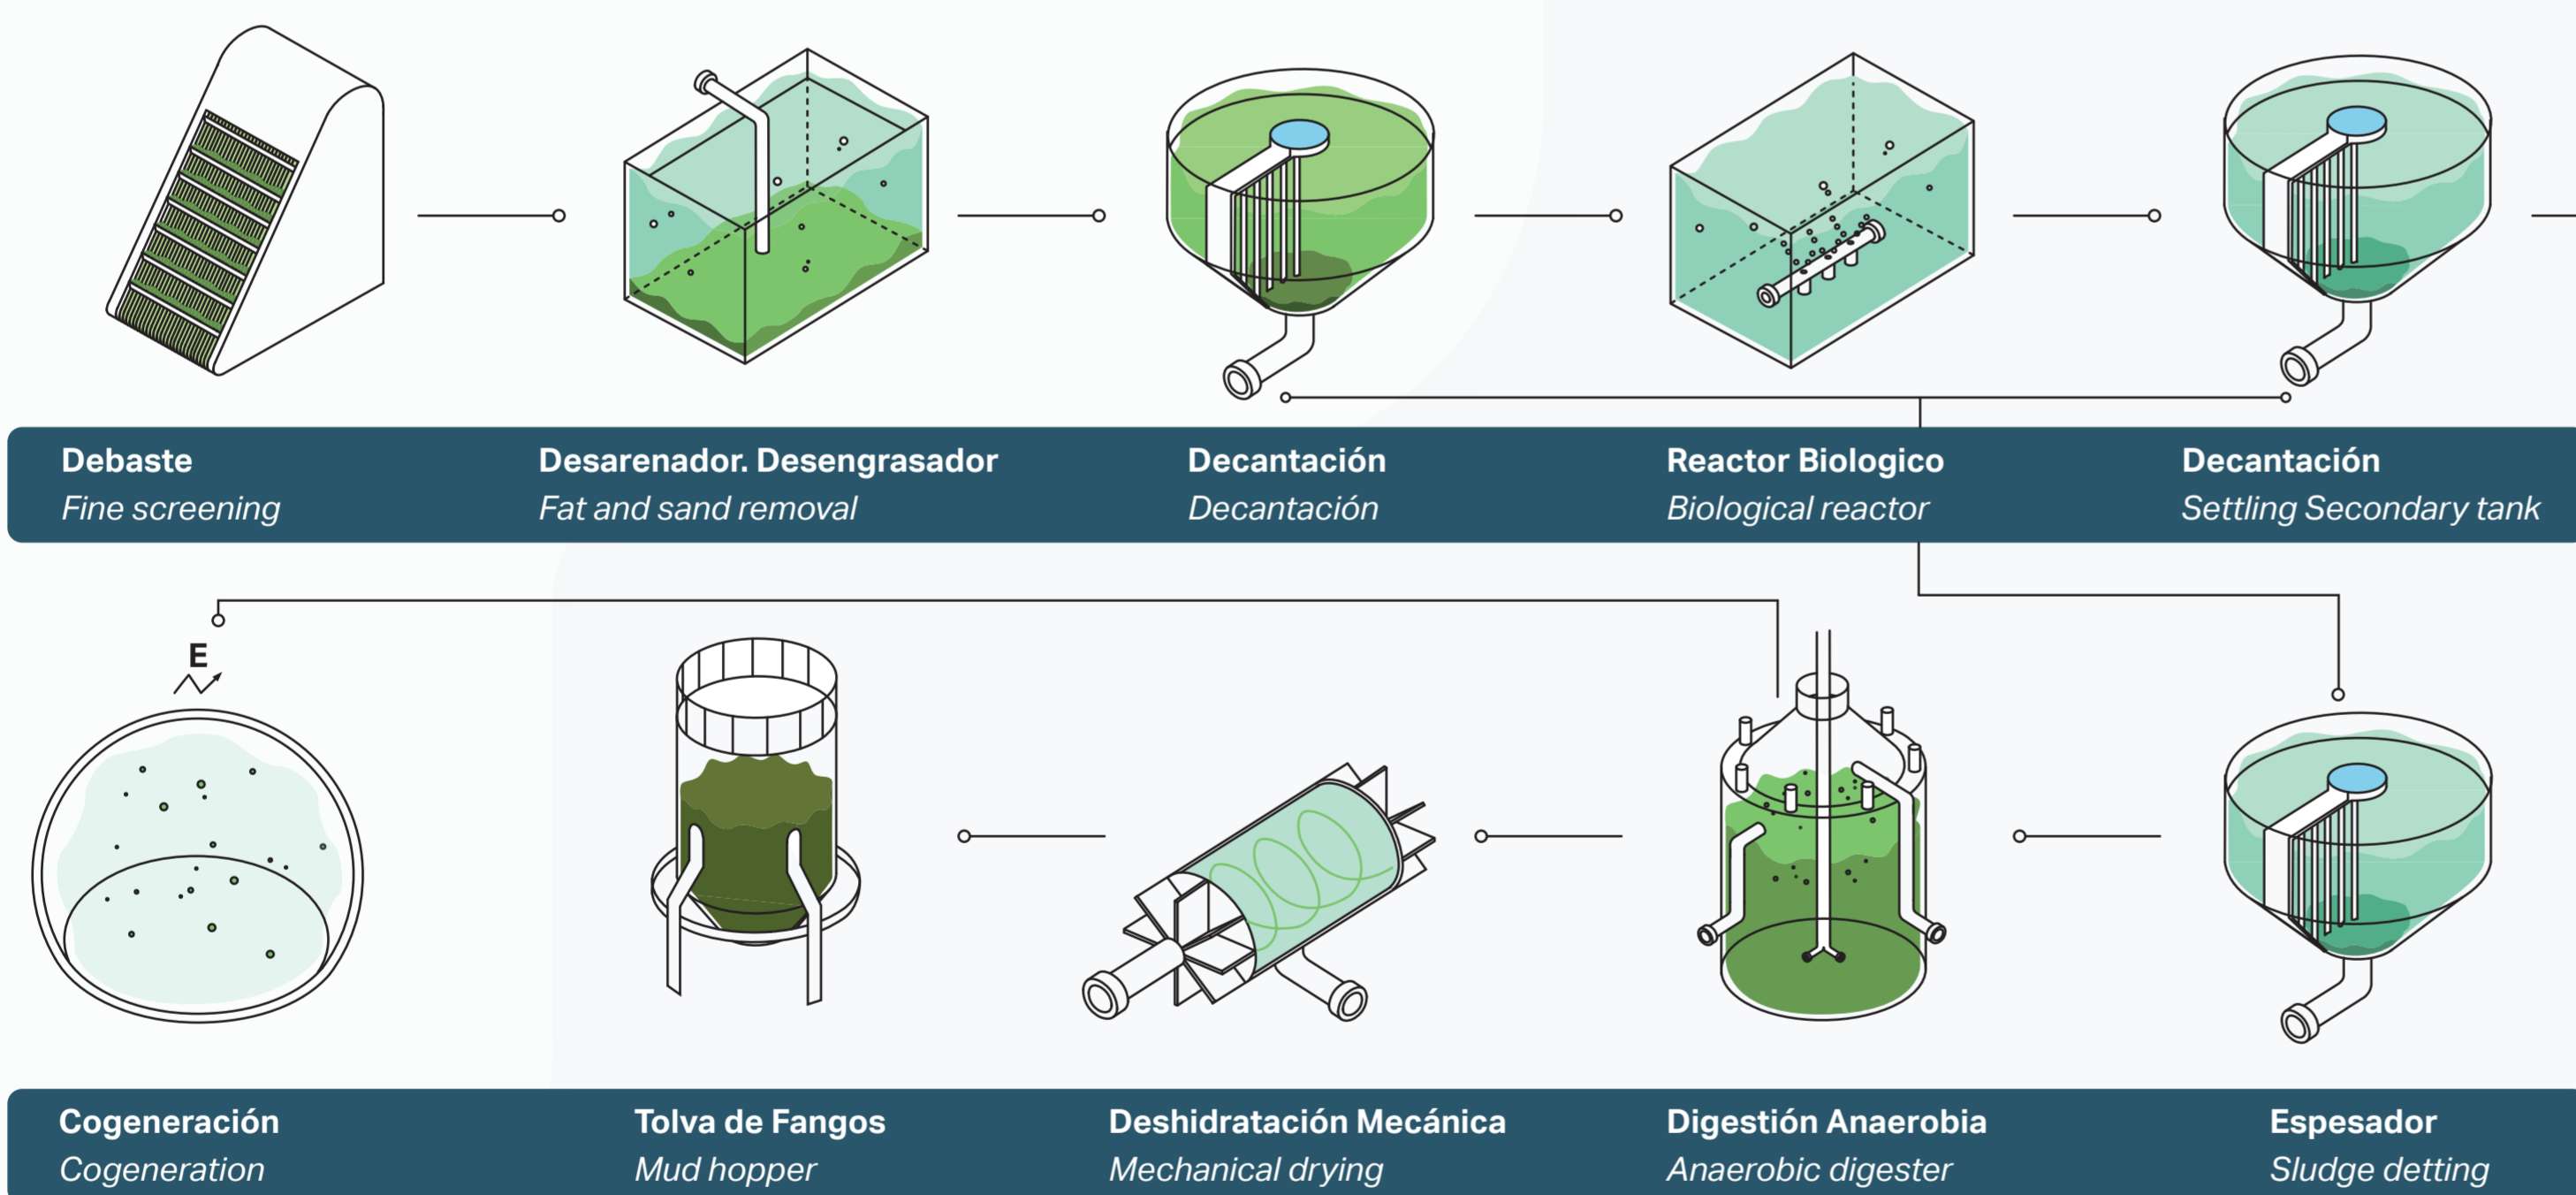 Debaste
Fine screening
Desarenador. Desengrasador
Fat and sand removal
Decantación
Decantación
Reactor Biologico
Biological reactor
Decantación
Settling Secondary tank
E
Cogeneración
Cogeneration
Tolva de Fangos
Mud hopper
Deshidratación Mecánica
Mechanical drying
Digestión Anaerobia
Anaerobic digester
Espesador
Sludge detting